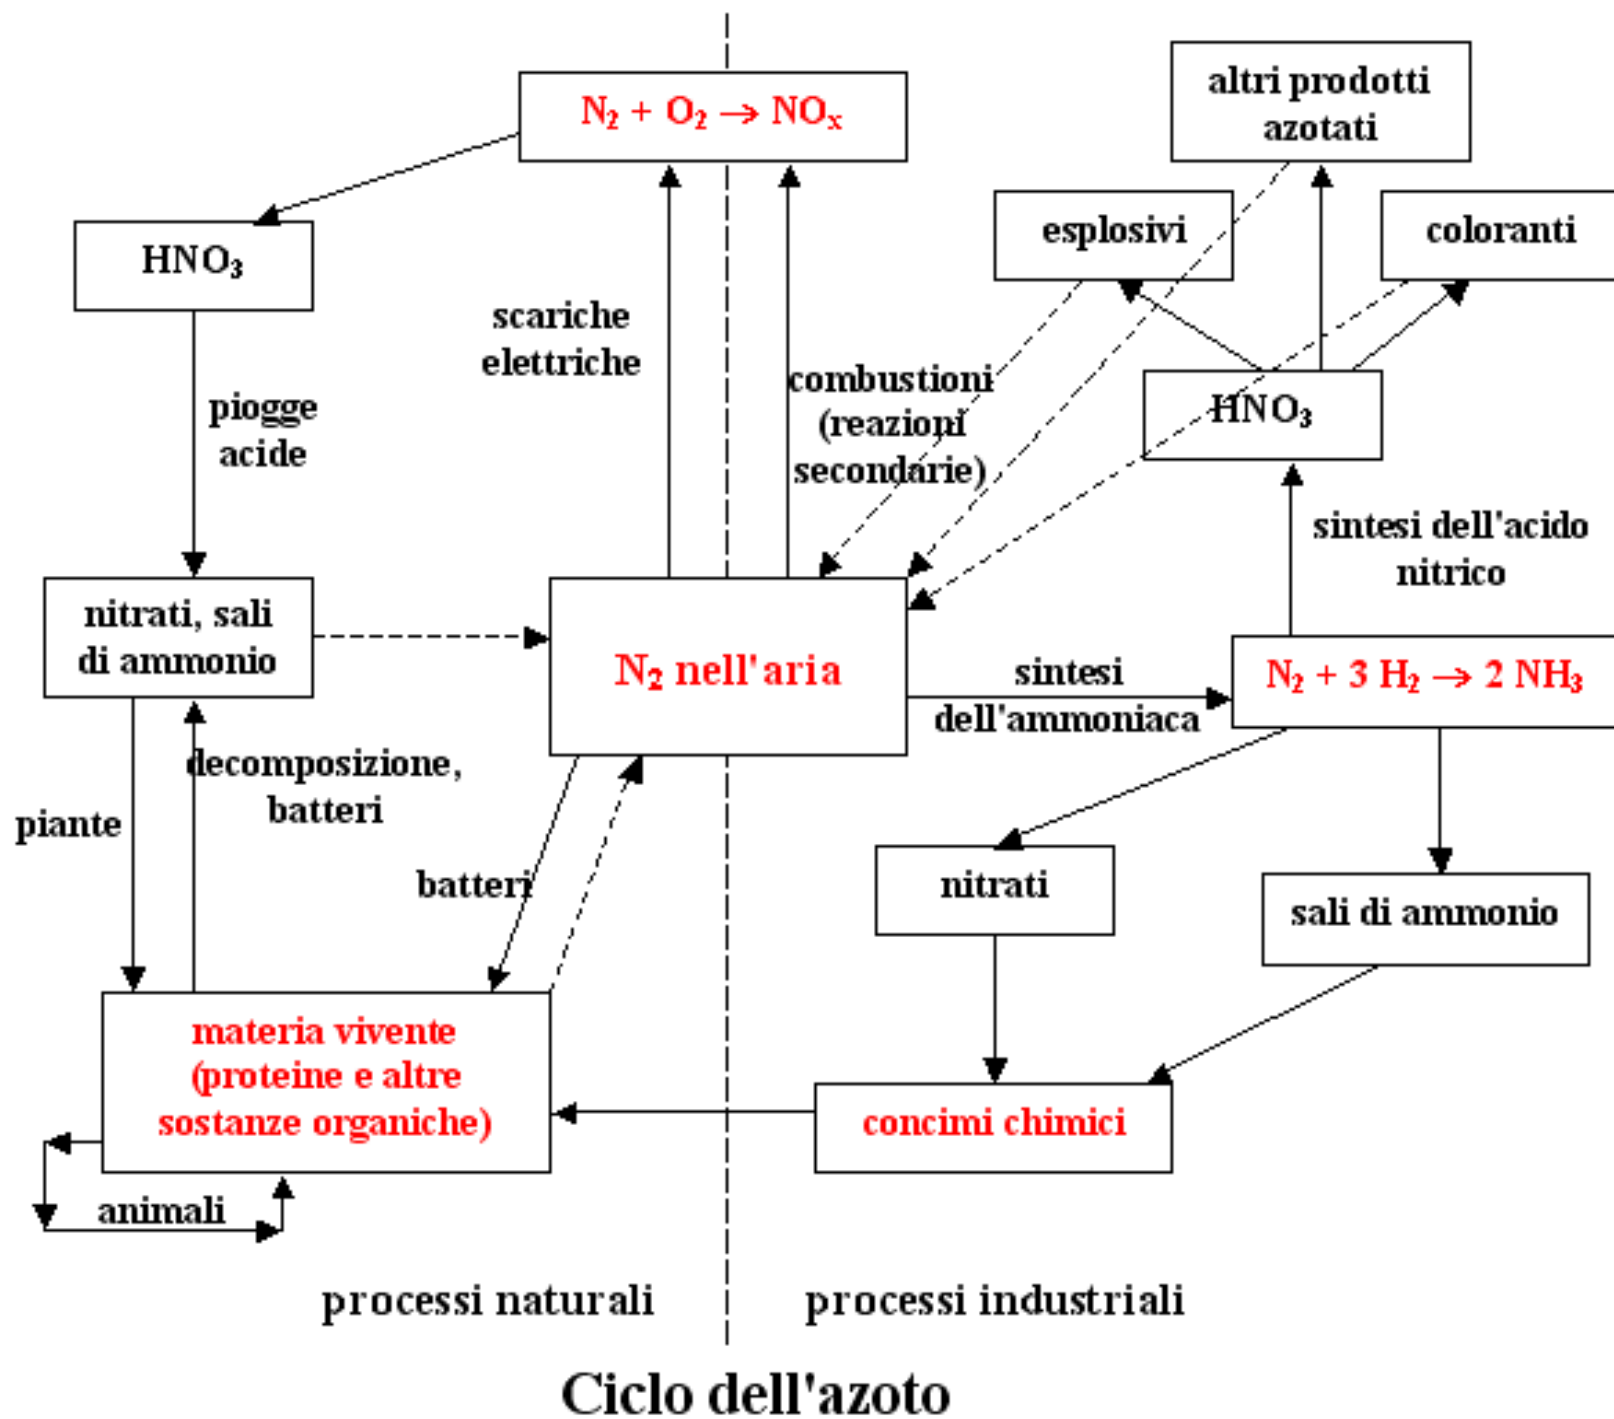 N₂ + O₂ → NOₓ
altri prodotti
azotati
esplosivi
coloranti
HNO₃
scariche
elettriche
combustioni
(reazioni
secondarie)
HNO₃
piogge
acide
sintesi dell'acido
nitrico
nitrati, sali
di ammonio
N₂ nell'aria
sintesi
dell'ammoniaca
N₂ + 3 H₂ → 2 NH₃
decomposizione,
batteri
piante
batteri
nitrati
sali di ammonio
materia vivente
(proteine e altre
sostanze organiche)
concimi chimici
animali
processi naturali
processi industriali
Ciclo dell'azoto